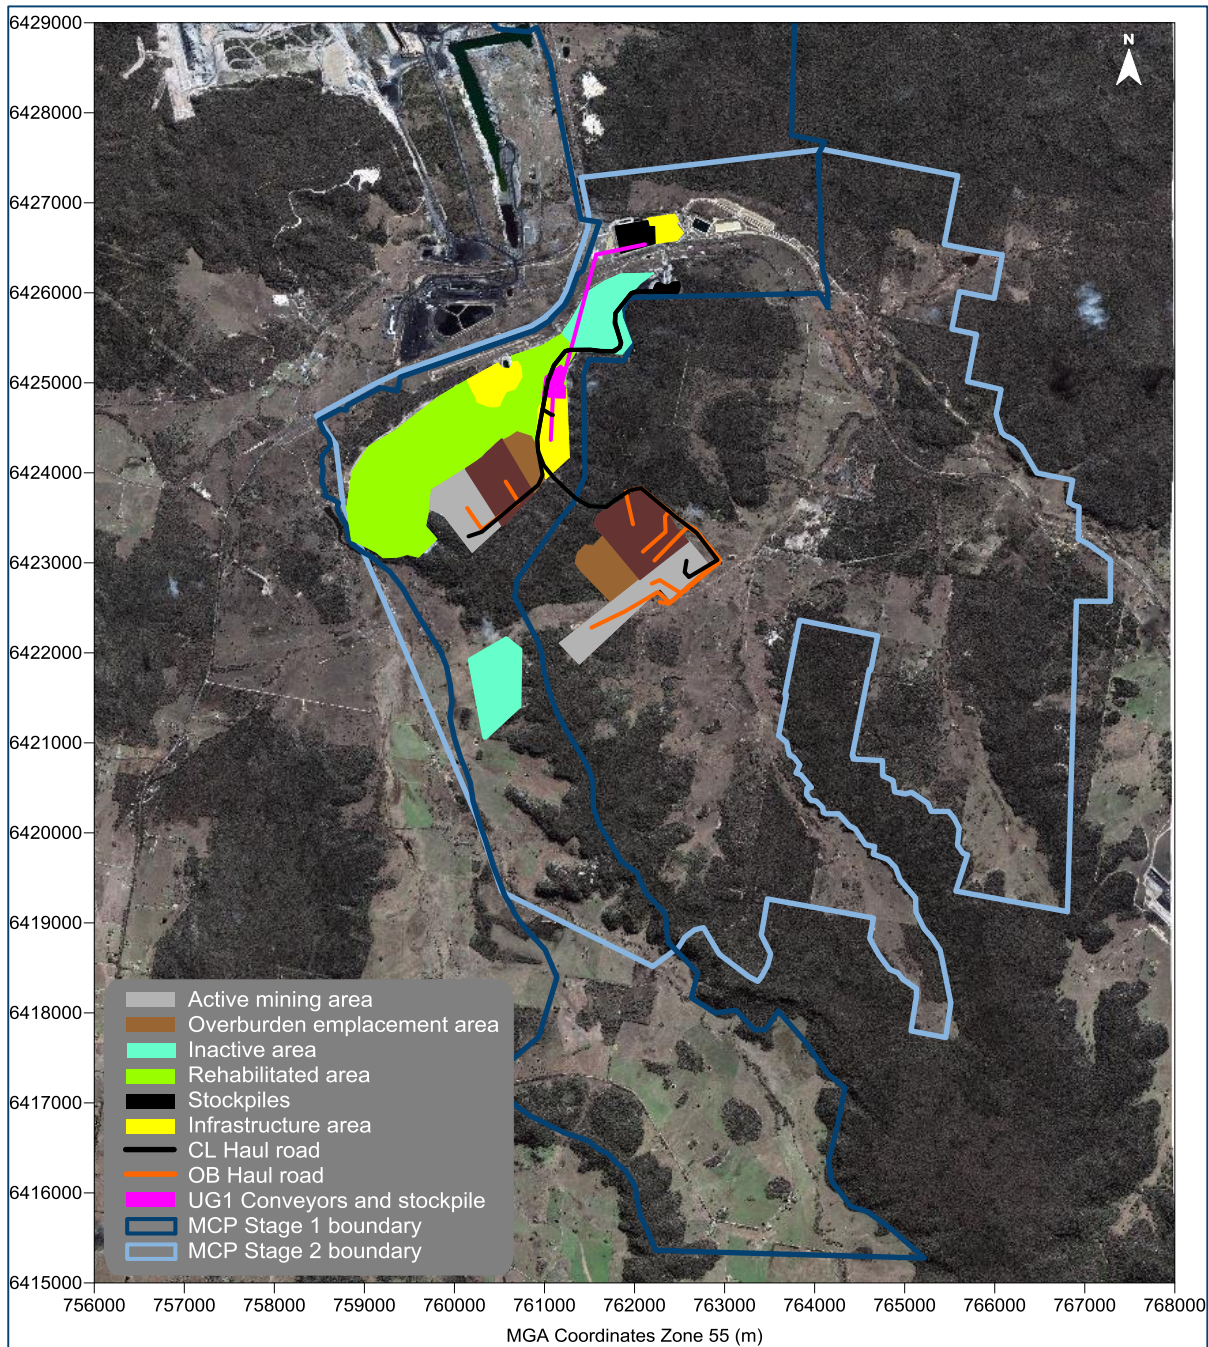 6429000
N
6428000
6427000
6426000
6425000
6424000
6423000
6422000
6421000
6420000
6419000
6418000
6417000
6416000
6415000
Active mining area
Overburden emplacement area
Inactive area
Rehabilitated area
Stockpiles
Infrastructure area
CL Haul road
OB Haul road
UG1 Conveyors and stockpile
MCP Stage 1 boundary
MCP Stage 2 boundary
756000 757000 758000 759000 760000 761000 762000 763000 764000 765000 766000 767000 768000
MGA Coordinates Zone 55 (m)